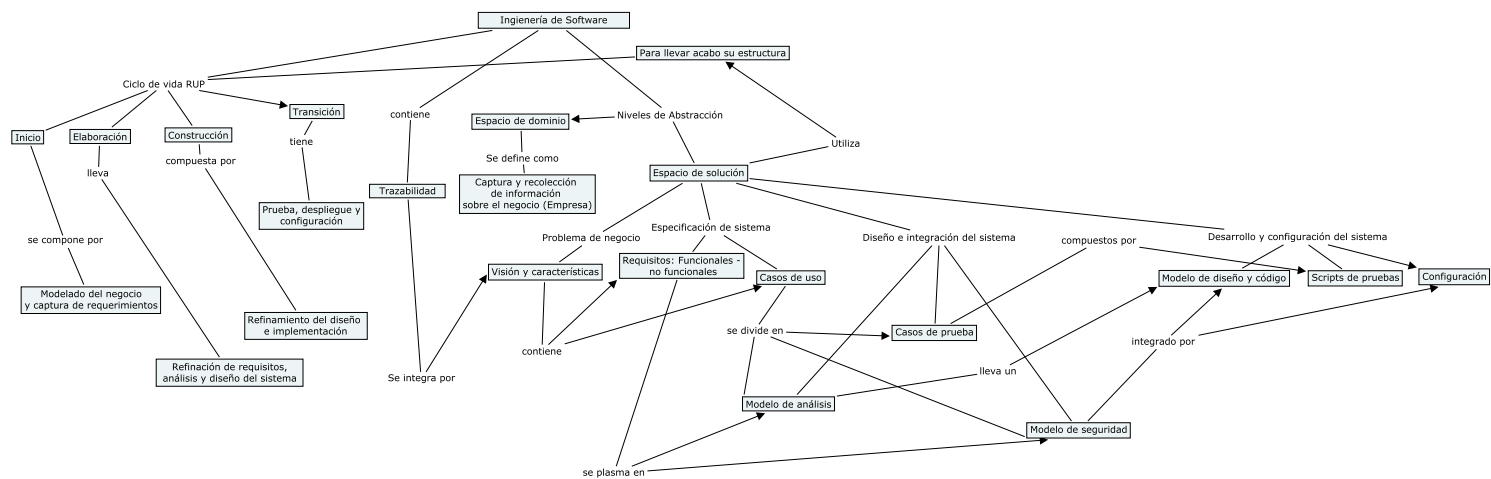 Ingienería de Software
Para llevar acabo su estructura
Ciclo de vida RUP
Transición
contiene
Niveles de Abstracción
Espacio de dominio
Inicio
Elaboración
Construcción
tiene
Utiliza
compuesta por
Se define como
lleva
Espacio de solución
Trazabilidad
Captura y recolección
de información
sobre el negocio (Empresa)
Prueba, despliegue y
configuración
Especificación de sistema
se compone por
Problema de negocio
Diseño e integración del sistema
compuestos por
Desarrollo y configuración del sistema
Visión y características
Requisitos: Funcionales -
no funcionales
Casos de uso
Modelo de diseño y código
Scripts de pruebas
Configuración
Modelado del negocio
y captura de requerimientos
Refinamiento del diseño
e implementación
se divide en
Casos de prueba
integrado por
contiene
Refinación de requisitos,
análisis y diseño del sistema
Se integra por
lleva un
Modelo de análisis
Modelo de seguridad
se plasma en